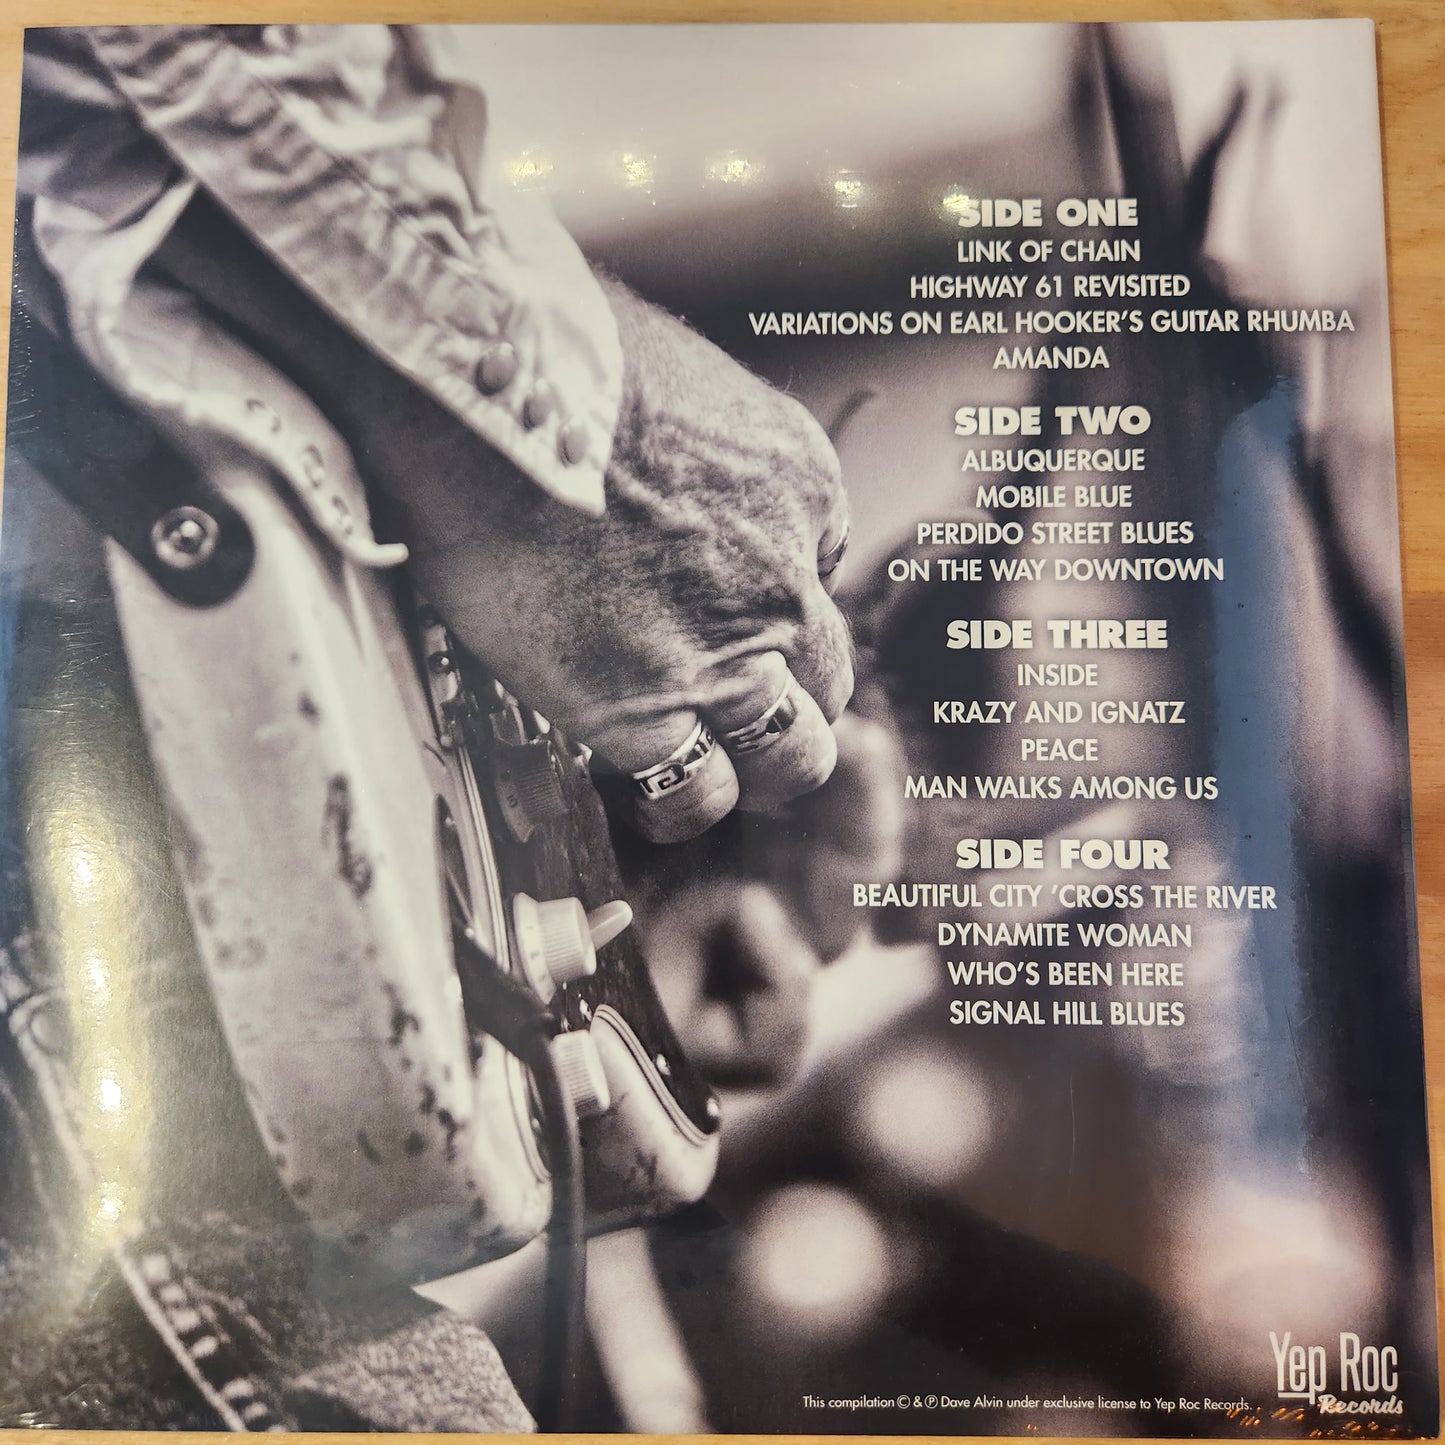 SIDE ONE
LINK OF CHAIN
HIGHWAY 61 REVISITED
VARIATIONS ON EARL HOOKER'S GUITAR RHUMBA
AMANDA
SIDE TWO
ALBUQUERQUE
MOBILE BLUE
PERDIDO STREET BLUES
ON THE WAY DOWNTOWN
SIDE THREE
INSIDE
KRAZY AND IGNATZ
PEACE
MAN WALKS AMONG US
SIDE FOUR
BEAUTIFUL CITY 'CROSS THE RIVER
DYNAMITE WOMAN
WHO'S BEEN HERE
SIGNAL HILL BLUES
Yep Roc
Records
This compilation © & ℗ Dave Alvin under exclusive license to Yep Roc Records.